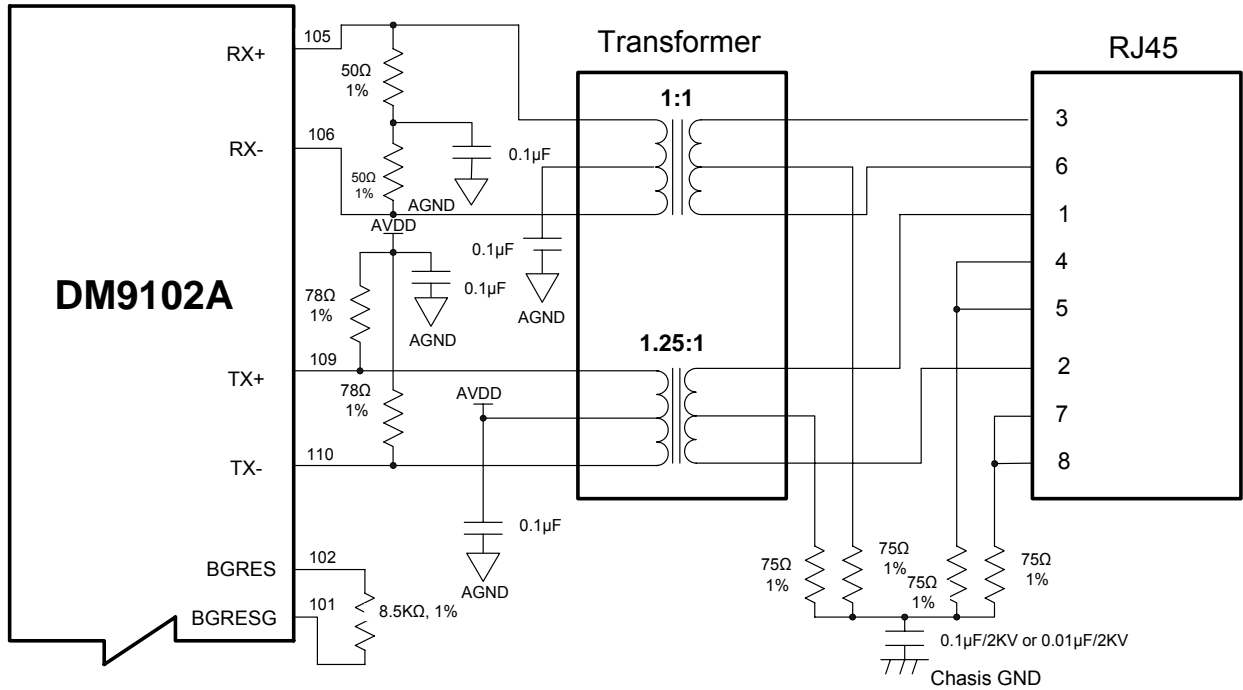 Transformer
RJ45
DM9102A
RX+
105
RX-
106
50Ω
1%
50Ω
1%
0.1µF
AGND
AVDD
0.1µF
AGND
0.1µF
AGND
78Ω
1%
TX+
109
78Ω
1%
TX-
110
AVDD
0.1µF
AGND
BGRES
102
BGRESG
101
8.5KΩ, 1%
1:1
1.25:1
3
6
1
4
5
2
7
8
75Ω
1%
75Ω
1%
75Ω
1%
75Ω
1%
0.1µF/2KV or 0.01µF/2KV
Chasis GND